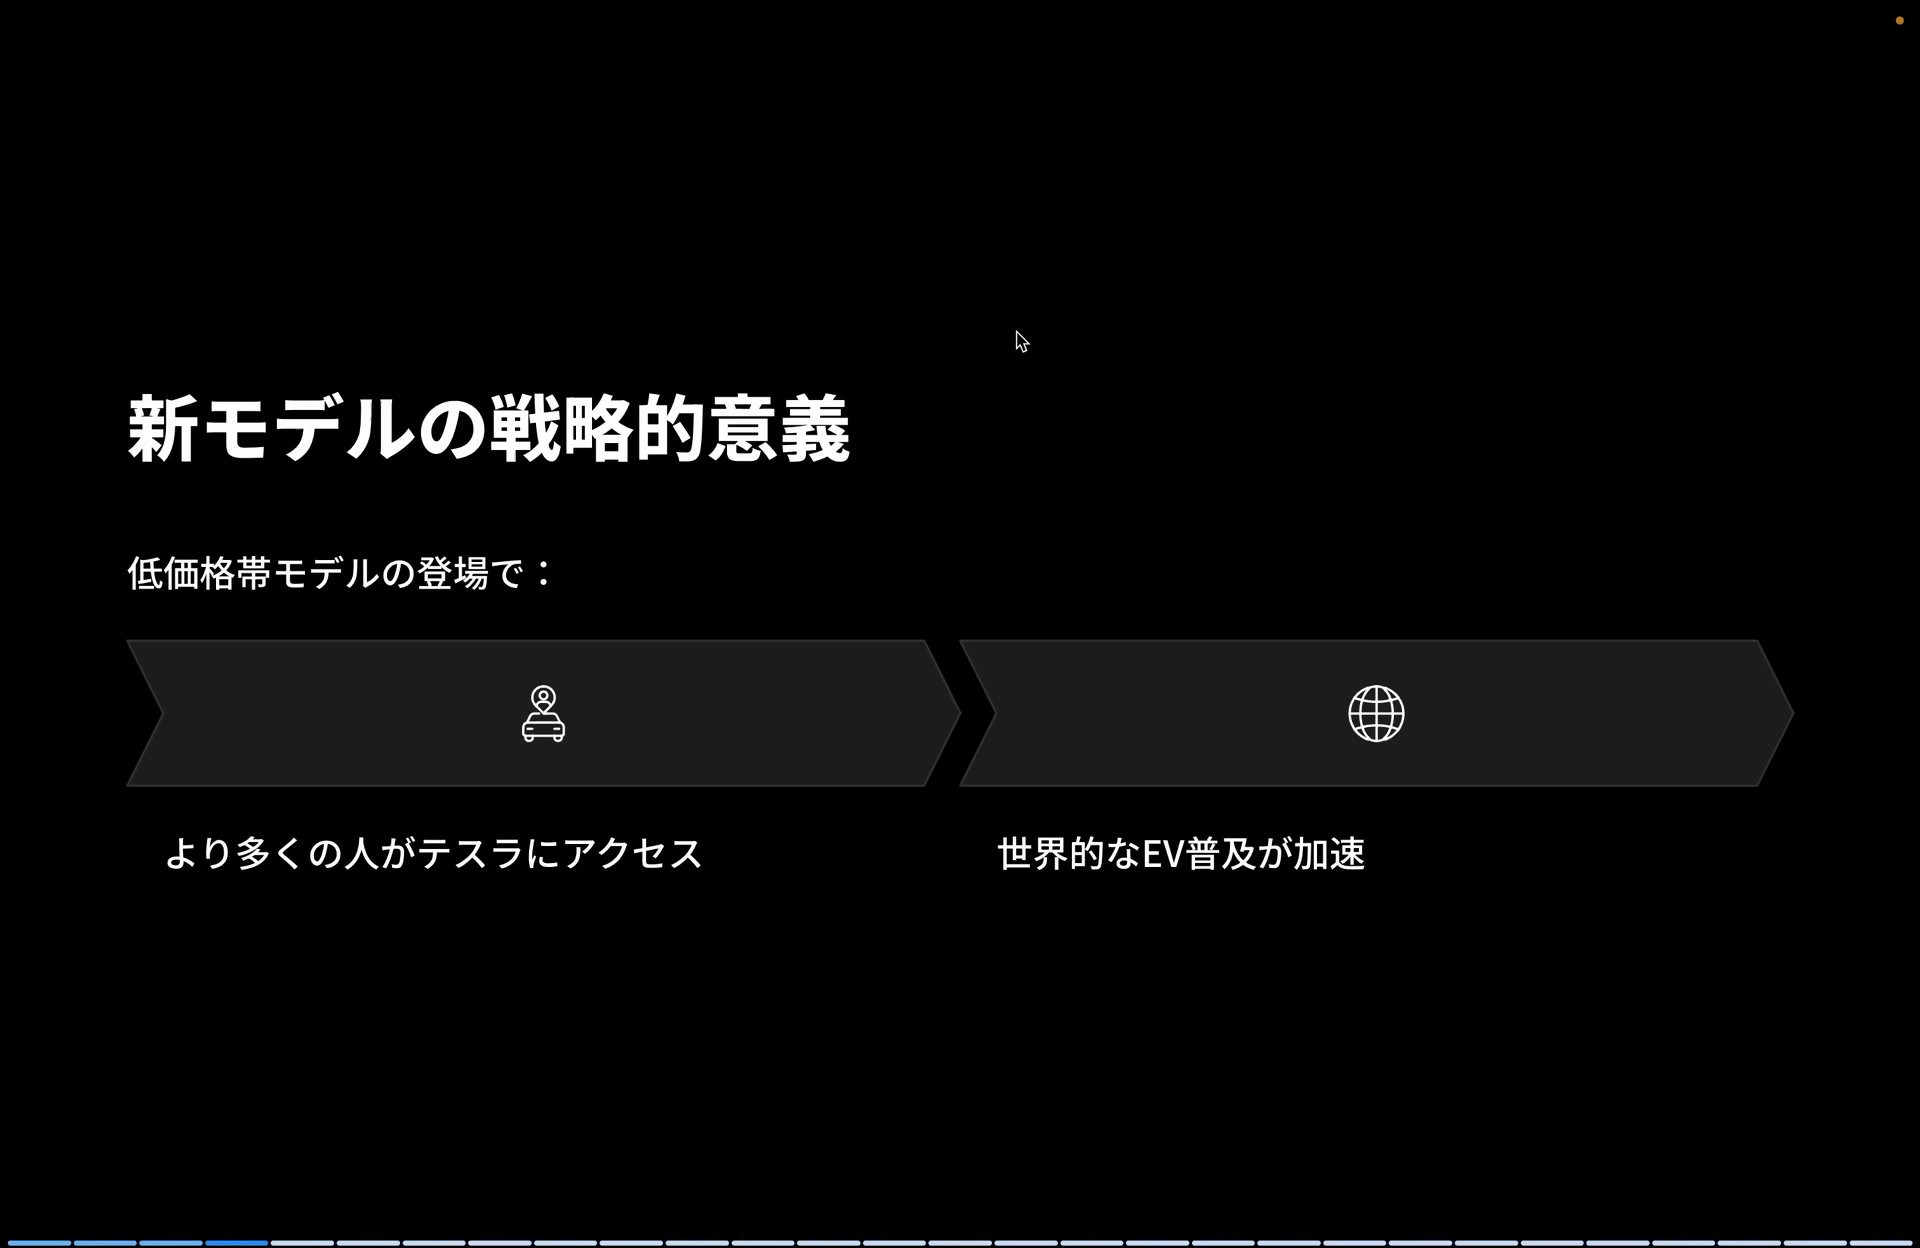 新モデルの戦略的意義
低価格帯モデルの登場で：
より多くの人がテスラにアクセス
世界的なEV普及が加速